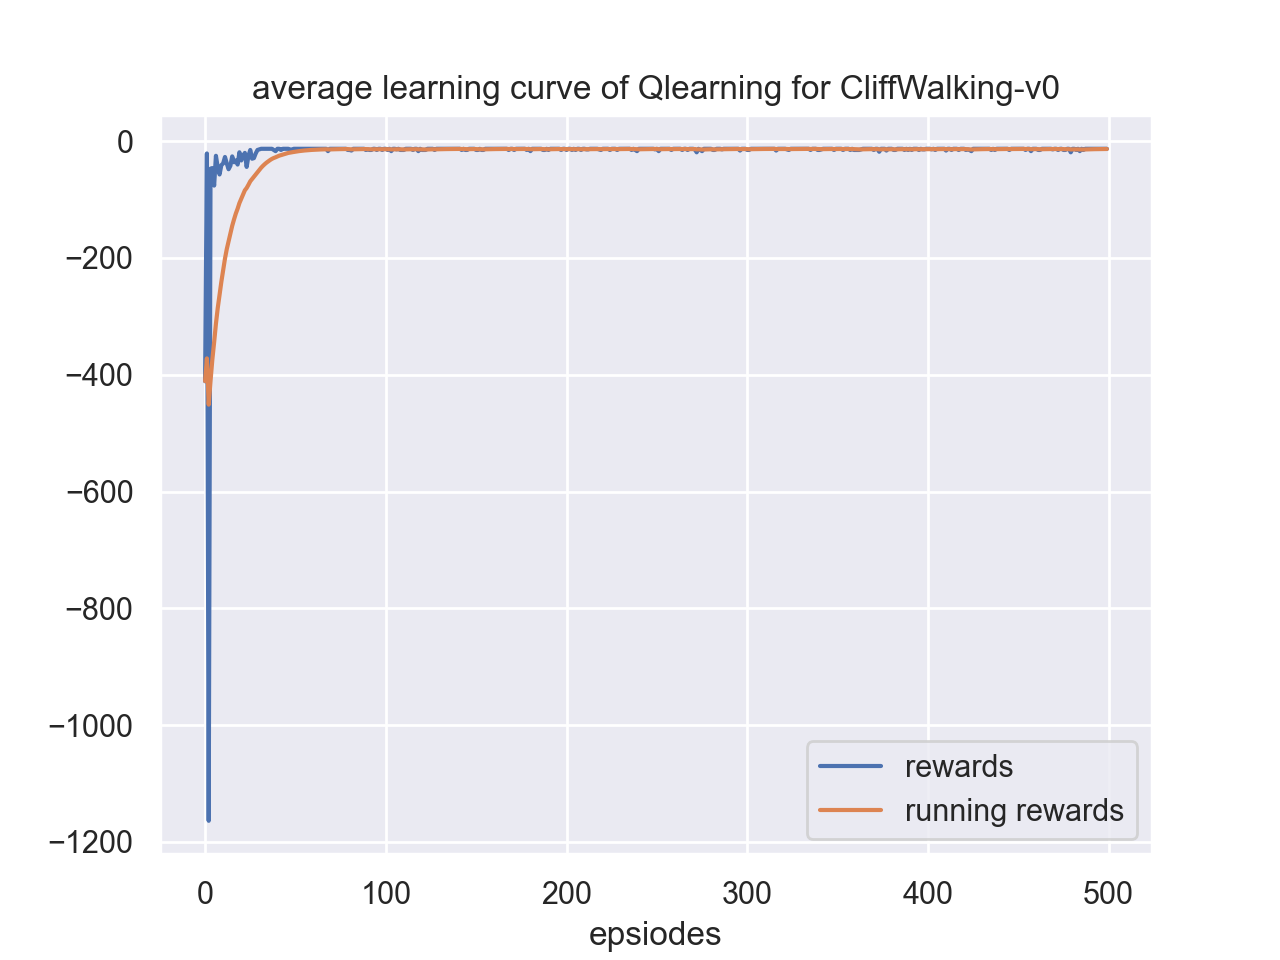 average learning curve of Qlearning for CliffWalking-v0
0
−200
−400
−600
−800
−1000
−1200
rewards
running rewards
0 100 200 300 400 500
epsiodes